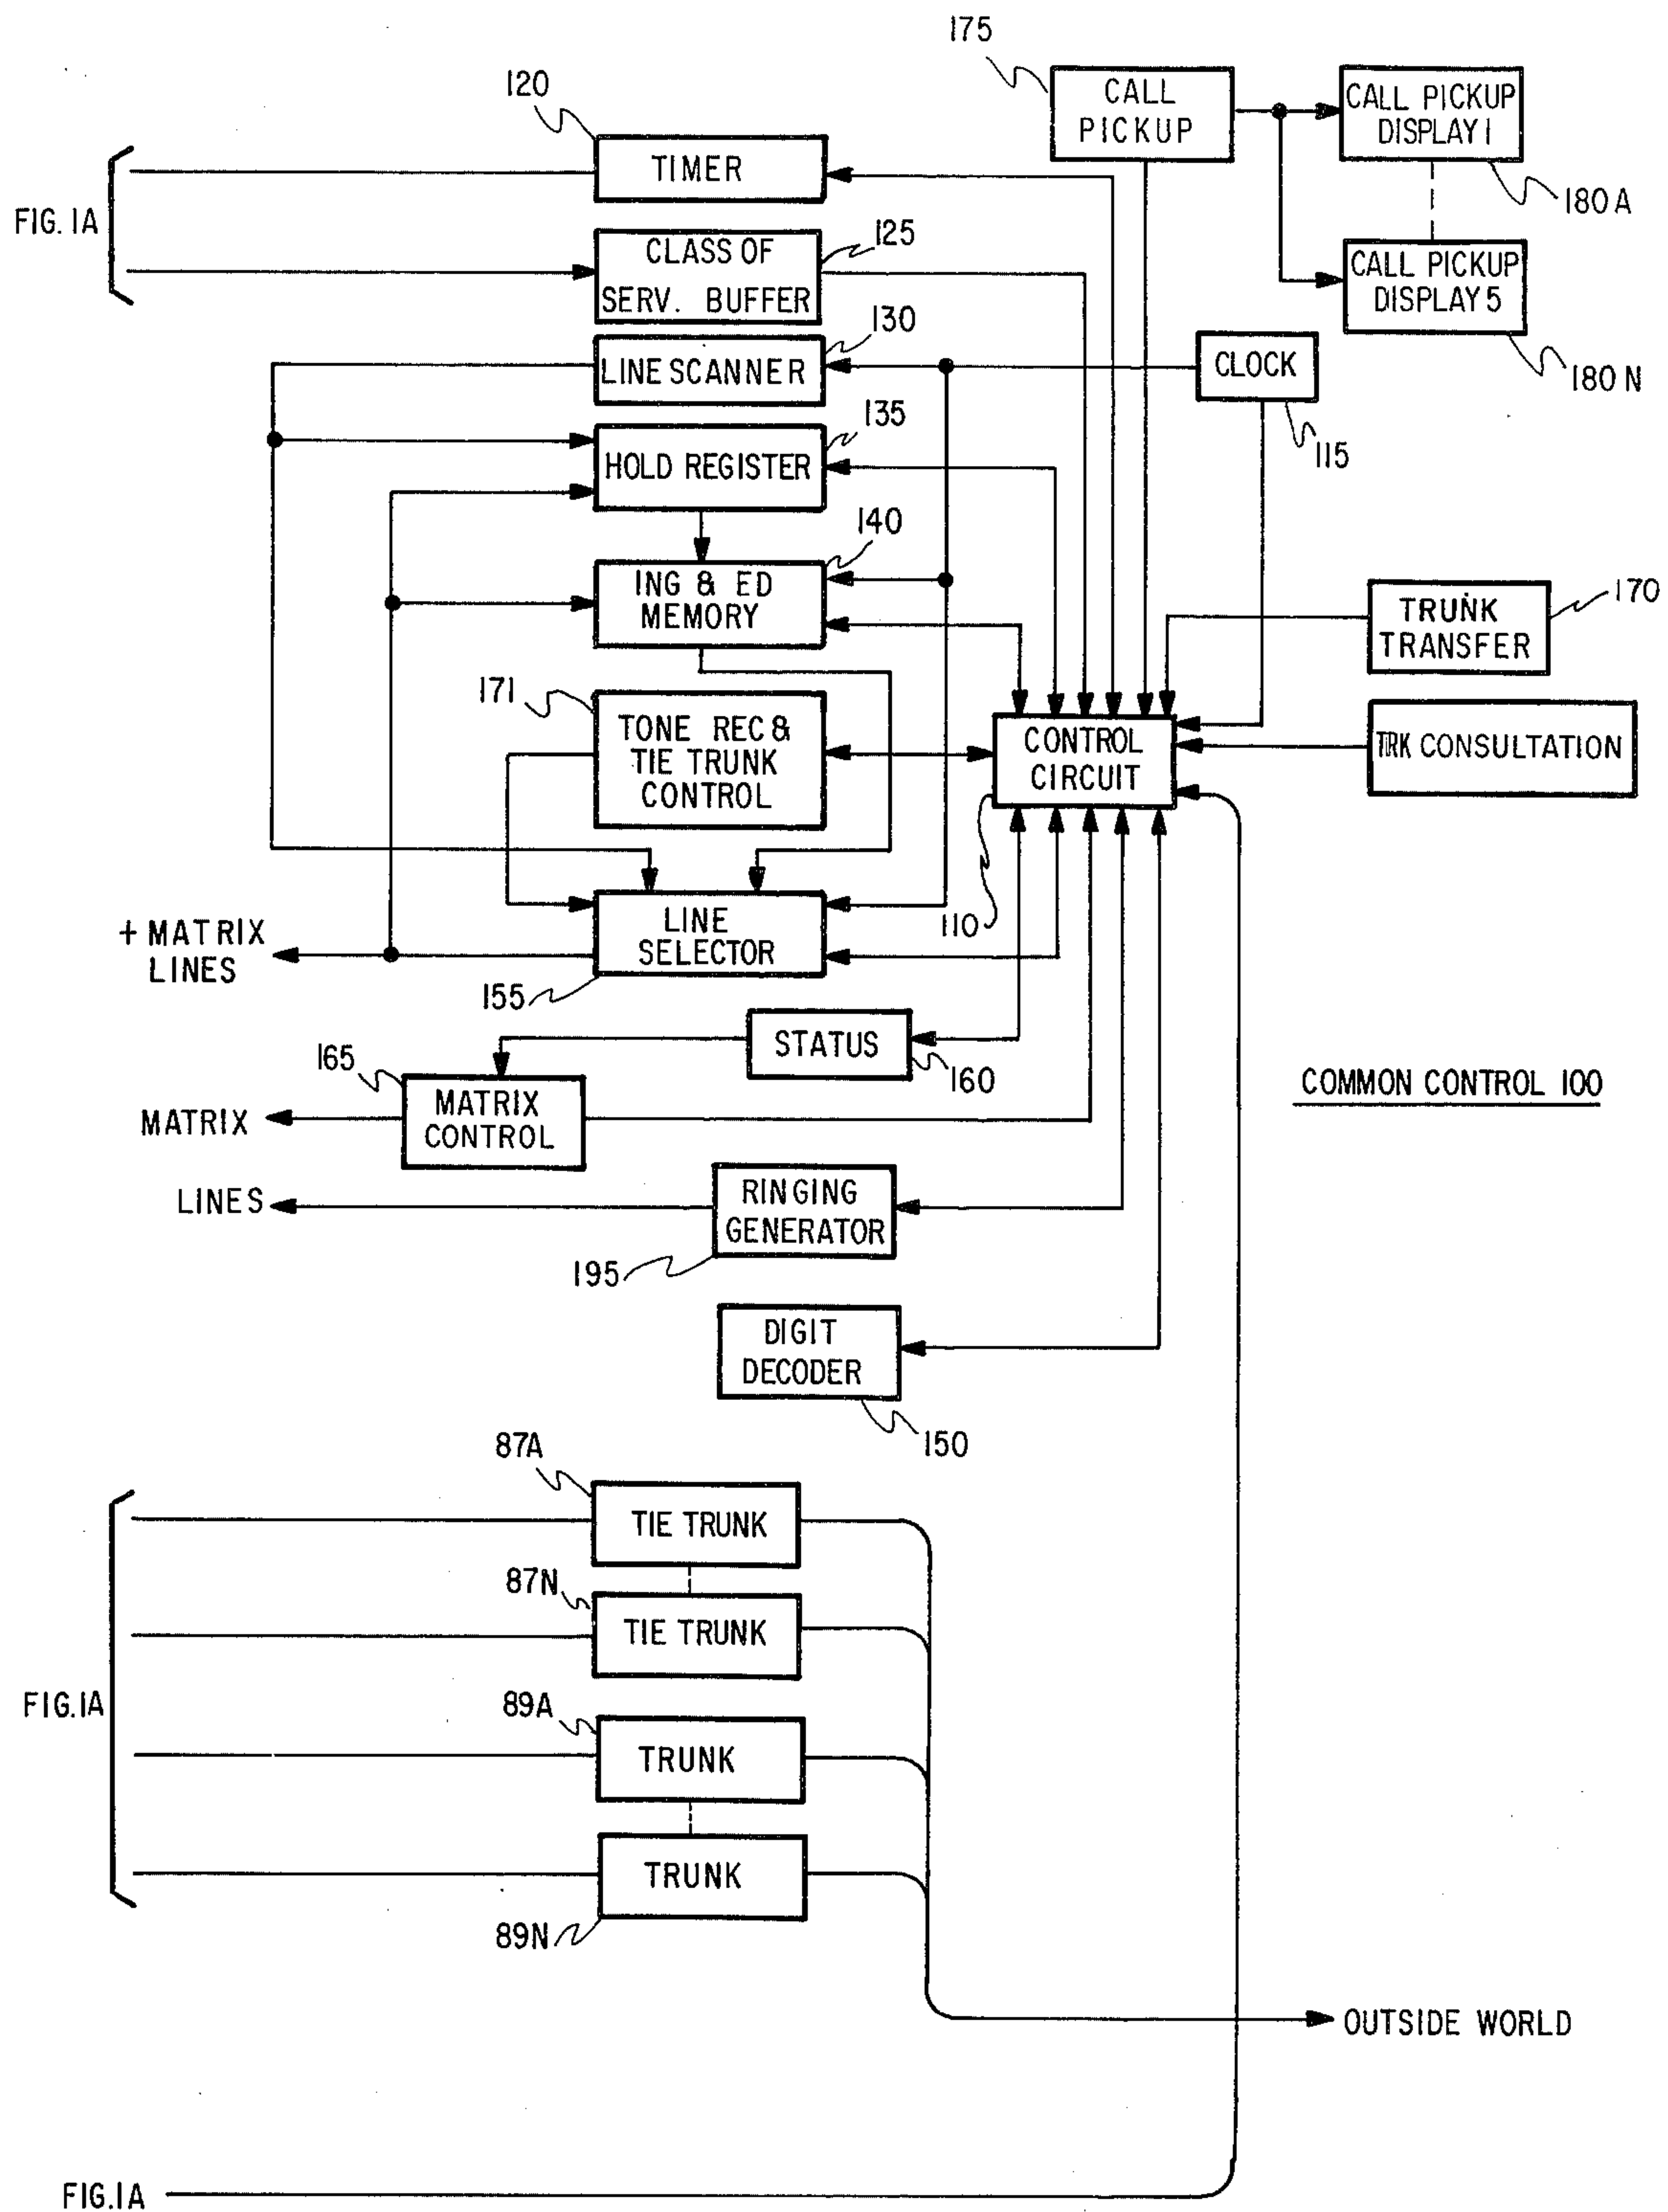 175
CALL
PICKUP
CALL PICKUP
DISPLAY 1
180A
CALL PICKUP
DISPLAY 5
180N
120
TIMER
FIG. 1A
125
CLASS OF
SERV. BUFFER
130
LINE SCANNER
CLOCK
115
135
HOLD REGISTER
140
ING & ED
MEMORY
TRUNK
TRANSFER
170
171
TONE REC &
TIE TRUNK
CONTROL
CONTROL
CIRCUIT
110
TRK CONSULTATION
+ MATRIX
LINES
LINE
SELECTOR
155
STATUS
160
165
MATRIX
CONTROL
MATRIX
COMMON CONTROL 100
LINES
RINGING
GENERATOR
195
DIGIT
DECODER
150
87A
TIE TRUNK
87N
TIE TRUNK
FIG. 1A
89A
TRUNK
TRUNK
89N
OUTSIDE WORLD
FIG. 1A